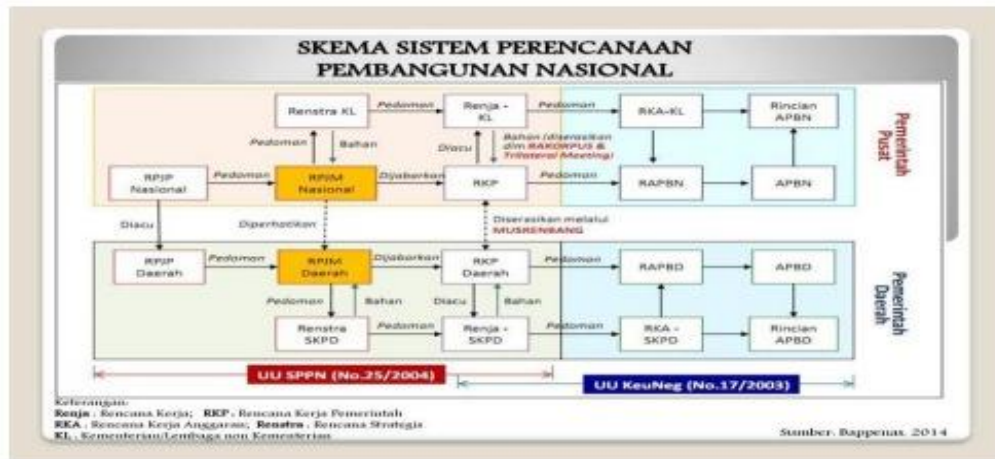 SKEMA SISTEM PERENCANAAN
PEMBANGUNAN NASIONAL
Renstra KL
Pedoman
Renja -
KL
Pedoman
RKA-KL
Rincian
APBN
Pemerintah
Pusat
Pedoman
Bahan
Diacu
Bahan (diserasikan
dlm RAKORPUS &
Trilateral Meeting)
RPJP
Nasional
Pedoman
RPJM
Nasional
Dijabarkan
RKP
Pedoman
RAPBN
APBN
Diacu
Diperhatikan
Diserasikan melalui
MUSRENBANG
RPJP
Daerah
Pedoman
RPJM
Daerah
Dijabarkan
RKP
Daerah
Pedoman
RAPBD
APBD
Pemerintah
Daerah
Pedoman
Bahan
Diacu
Bahan
Renstra
SKPD
Pedoman
Renja -
SKPD
Pedoman
RKA -
SKPD
Rincian
APBD
UU SPPN (No.25/2004)
UU KeuNeg (No.17/2003)
Keterangan:
Renja : Rencana Kerja; RKP : Rencana Kerja Pemerintah
RKA : Rencana Kerja Anggaran; Renstra : Rencana Strategis
KL : Kementerian/Lembaga non Kementerian
Sumber: Bappenas, 2014